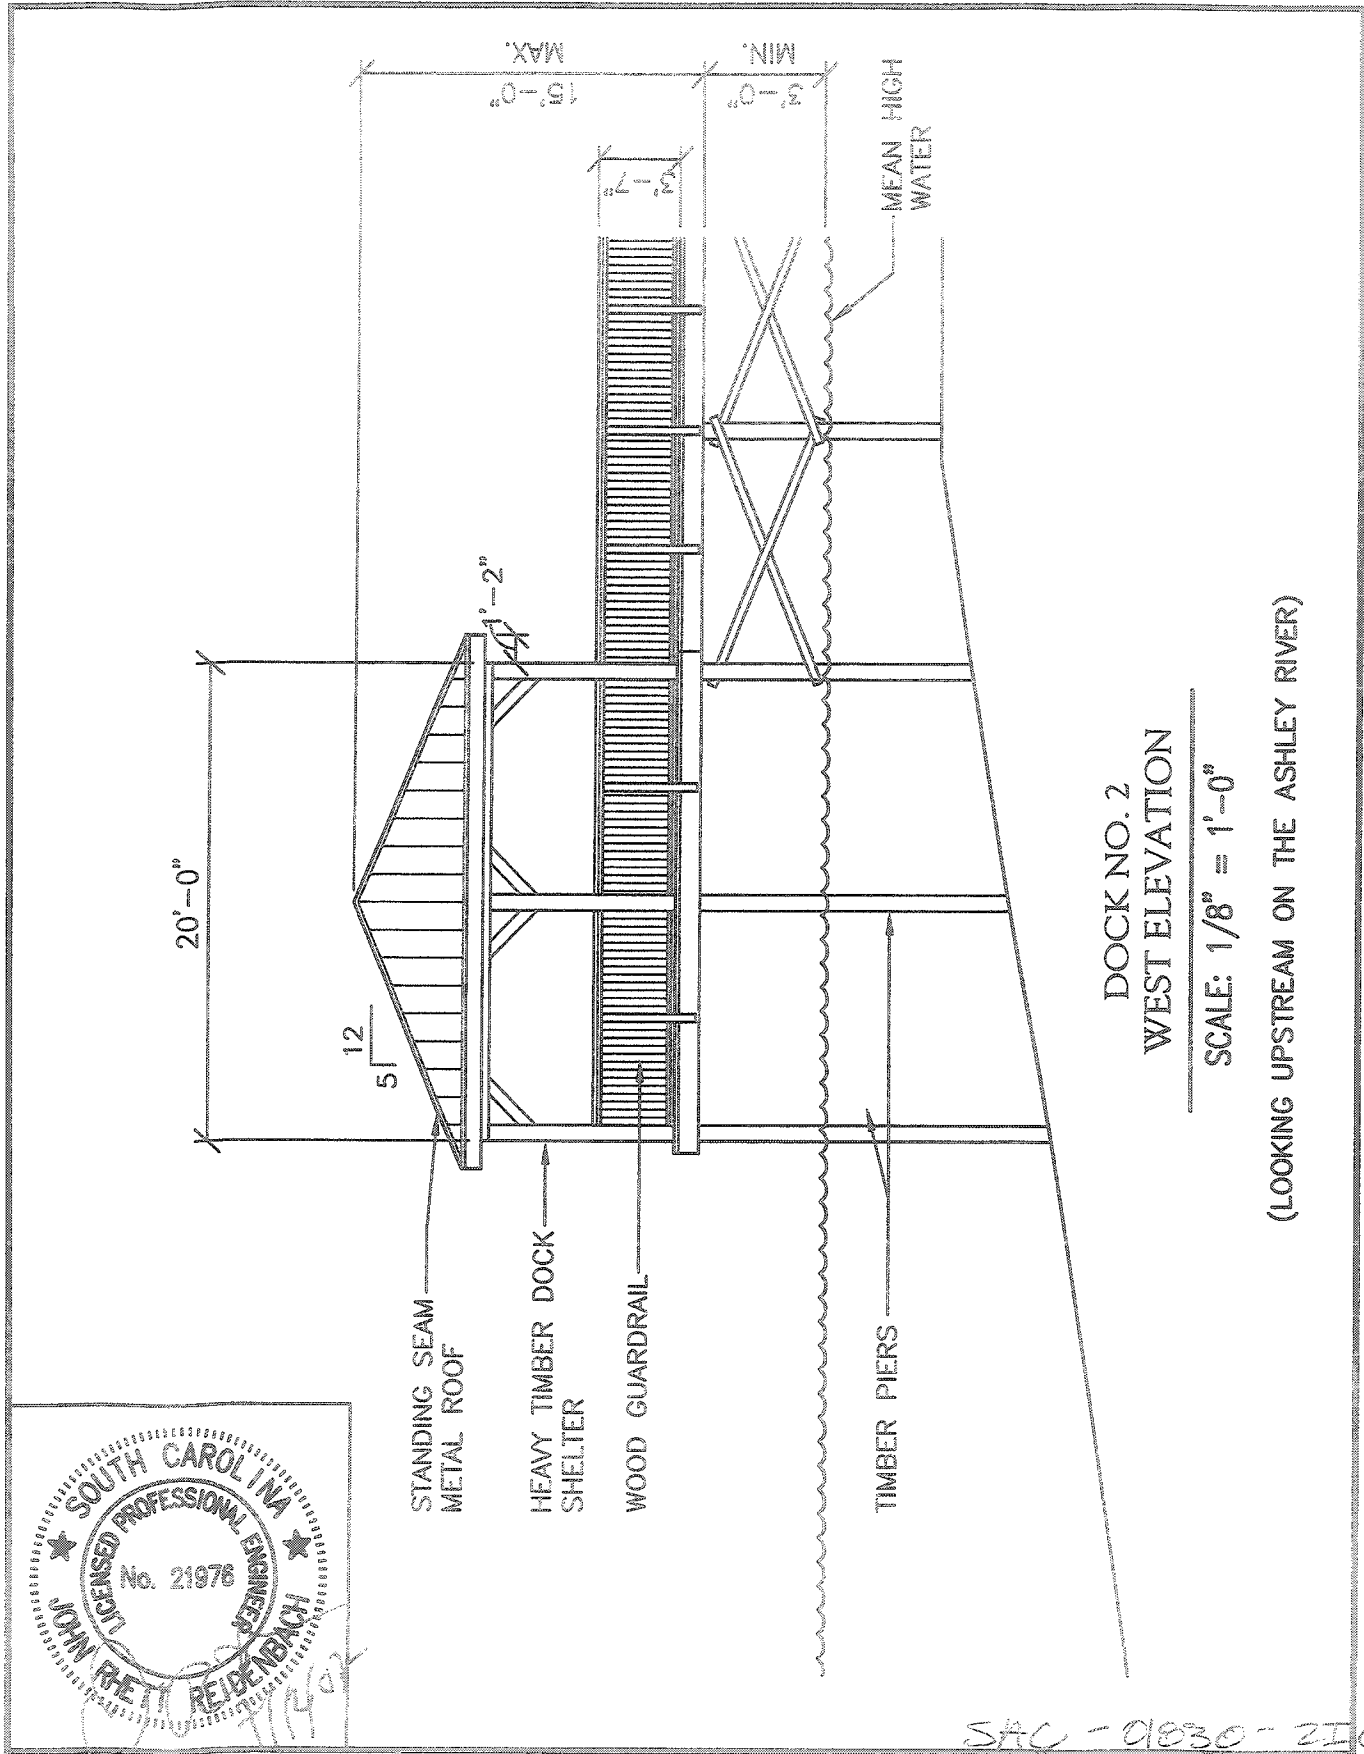 15'-0"
MAX.
3'-0"
MIN.
3'-7"
MEAN HIGH
WATER
20'-0"
1'-2"
12
5
STANDING SEAM
METAL ROOF
HEAVY TIMBER DOCK
SHELTER
WOOD GUARDRAIL
TIMBER PIERS
DOCK NO. 2
WEST ELEVATION
SCALE: 1/8" = 1'-0"
(LOOKING UPSTREAM ON THE ASHLEY RIVER)
SOUTH CAROLINA
LICENSED PROFESSIONAL ENGINEER
No. 21976
JOHN RHETT REIDENBACH